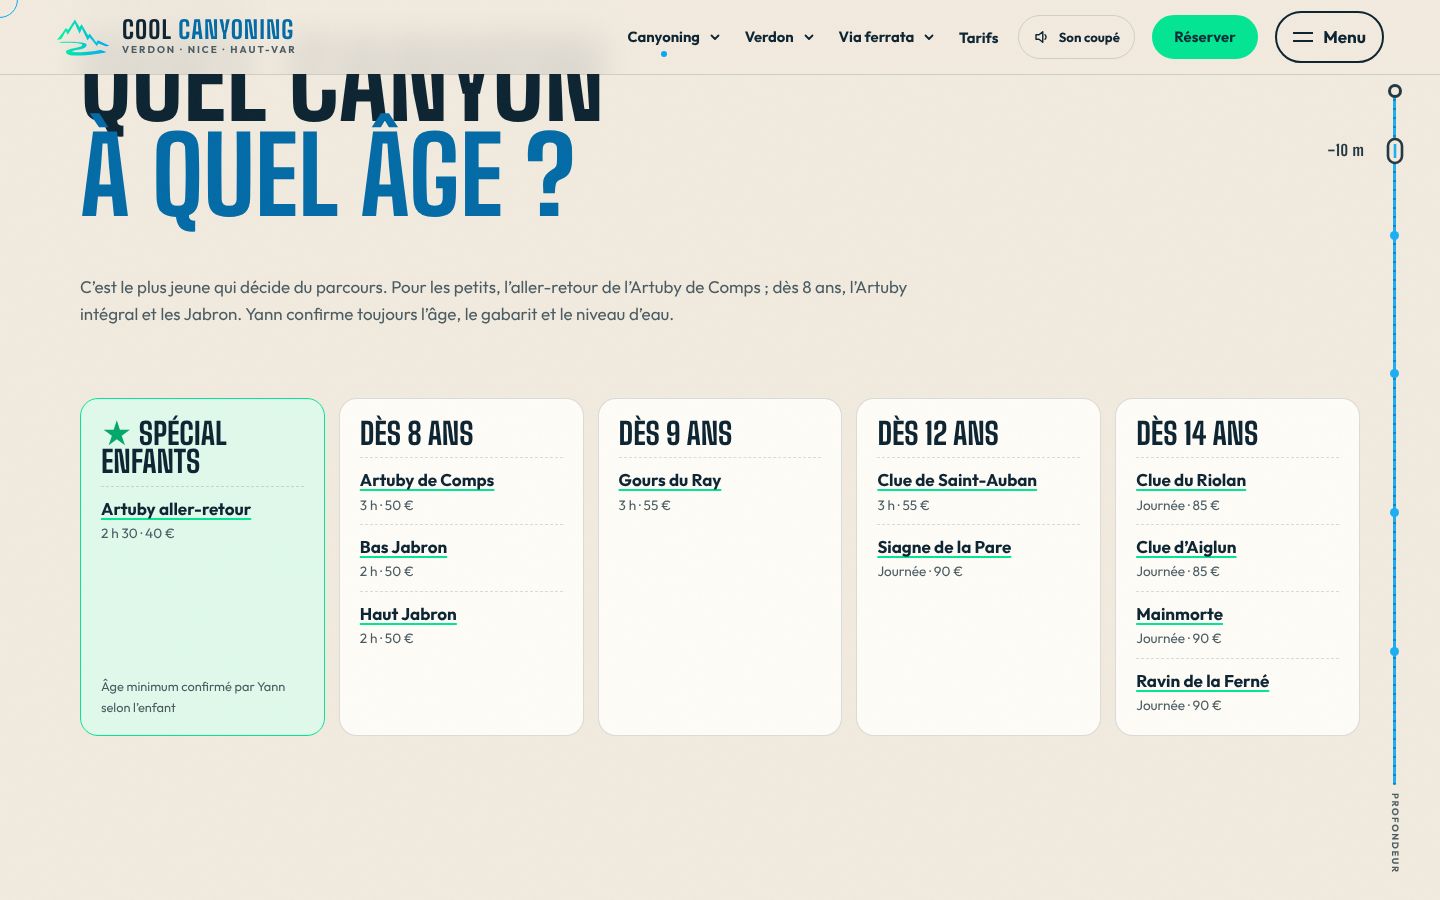 COOL CANYONING
VERDON · NICE · HAUT-VAR
Canyoning
Verdon
Via ferrata
Tarifs
Son coupé
Réserver
Menu
QUEL CANYON
À QUEL ÂGE ?
−10 m
C’est le plus jeune qui décide du parcours. Pour les petits, l’aller-retour de l’Artuby de Comps ; dès 8 ans, l’Artuby
intégral et les Jabron. Yann confirme toujours l’âge, le gabarit et le niveau d’eau.
★ SPÉCIAL
ENFANTS
Artuby aller-retour
2 h 30 · 40 €
Âge minimum confirmé par Yann
selon l’enfant
DÈS 8 ANS
Artuby de Comps
3 h · 50 €
Bas Jabron
2 h · 50 €
Haut Jabron
2 h · 50 €
DÈS 9 ANS
Gours du Ray
3 h · 55 €
DÈS 12 ANS
Clue de Saint-Auban
3 h · 55 €
Siagne de la Pare
Journée · 90 €
DÈS 14 ANS
Clue du Riolan
Journée · 85 €
Clue d’Aiglun
Journée · 85 €
Mainmorte
Journée · 90 €
Ravin de la Ferné
Journée · 90 €
PROFONDEUR